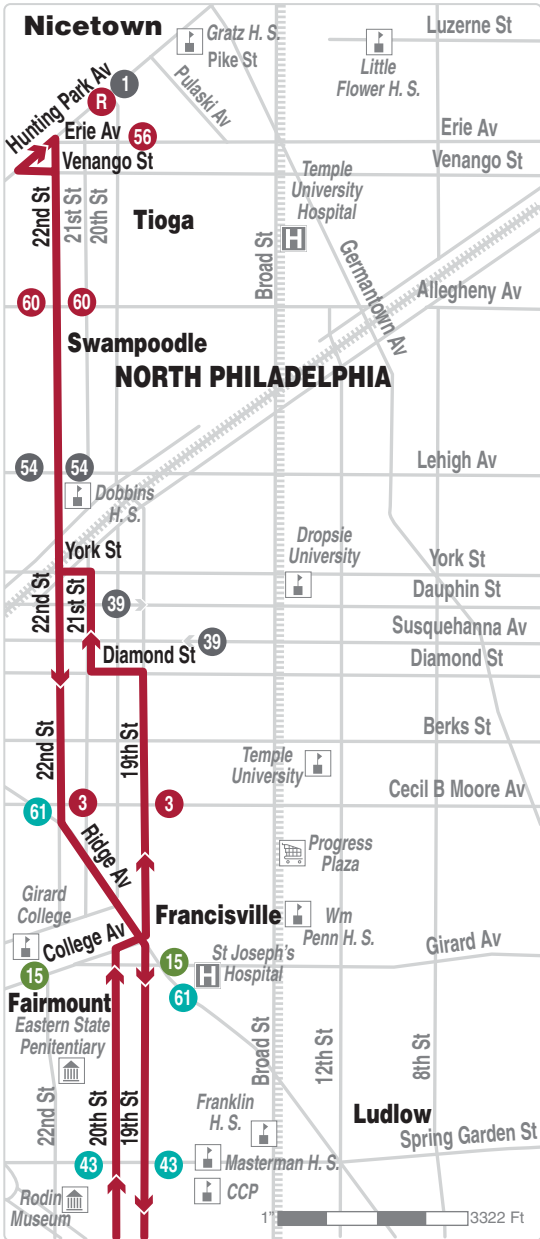 Nicetown
Gratz H. S.
Pike St
Luzerne St
Little
Flower H. S.
Pulaski Av
Hunting Park Av
1
R
Erie Av
56
Erie Av
Venango St
Venango St
22nd St
21st St
20th St
Tioga
Temple
University
Hospital
H
Broad St
Germantown Av
Allegheny Av
60
60
Swampoodle
NORTH PHILADELPHIA
54
54
Lehigh Av
Dobbins
H. S.
Dropsie
University
York St
York St
Dauphin St
22nd St
21st St
39
39
Susquehanna Av
Diamond St
Diamond St
22nd St
19th St
Berks St
Temple
University
Cecil B Moore Av
61
3
3
Ridge Av
Progress
Plaza
Girard
College
Francisville
Wm
Penn H. S.
College Av
Girard Av
15
15
St Joseph's
Hospital
H
61
Fairmount
Eastern State
Penitentiary
22nd St
20th St
19th St
Broad St
12th St
8th St
Franklin
H. S.
Ludlow
Spring Garden St
43
43
Masterman H. S.
Rodin
Museum
CCP
1"
3322 Ft